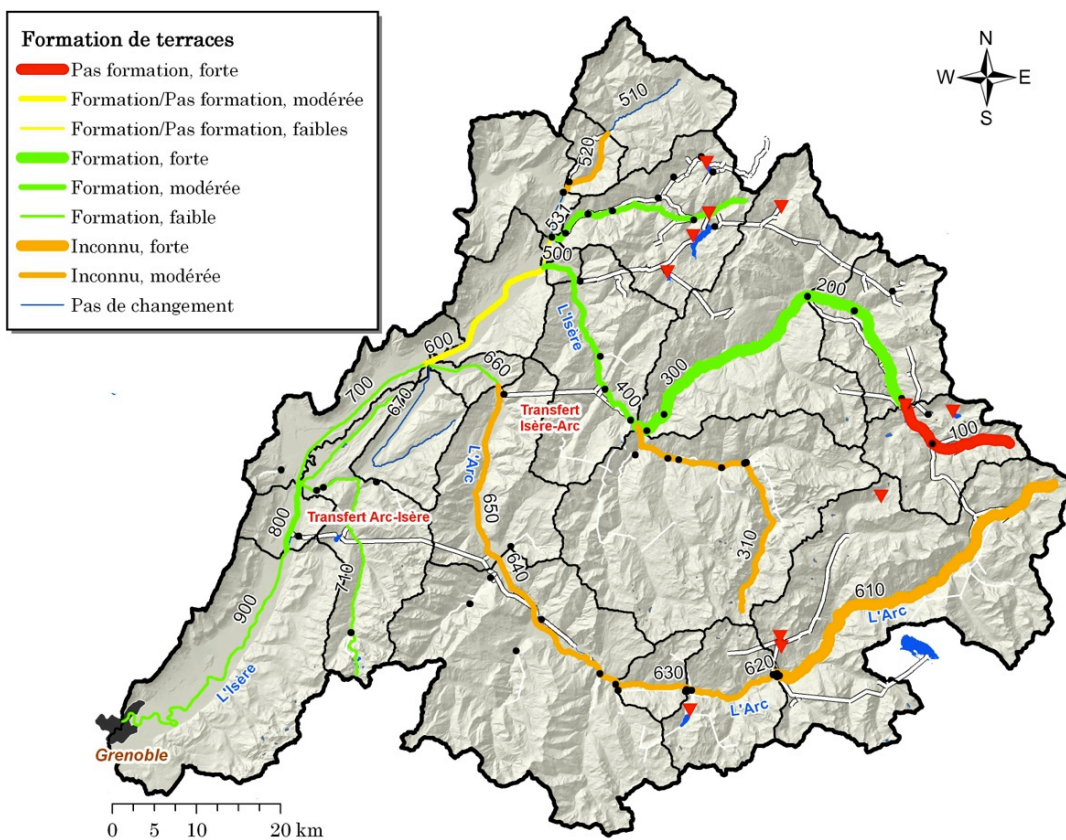 Formation de terraces
Pas formation, forte
Formation/Pas formation, modérée
Formation/Pas formation, faibles
Formation, forte
Formation, modérée
Formation, faible
Inconnu, forte
Inconnu, modérée
Pas de changement
N
W E
S
510
520
531
500
L'Isère
200
300
600
660
700
670
400
Transfert
Isère-Arc
100
L'Arc
650
Transfert Arc-Isère
800
710
640
310
610
L'Arc
900
630
620
L'Arc
L'Isère
Grenoble
0 5 10 20 km